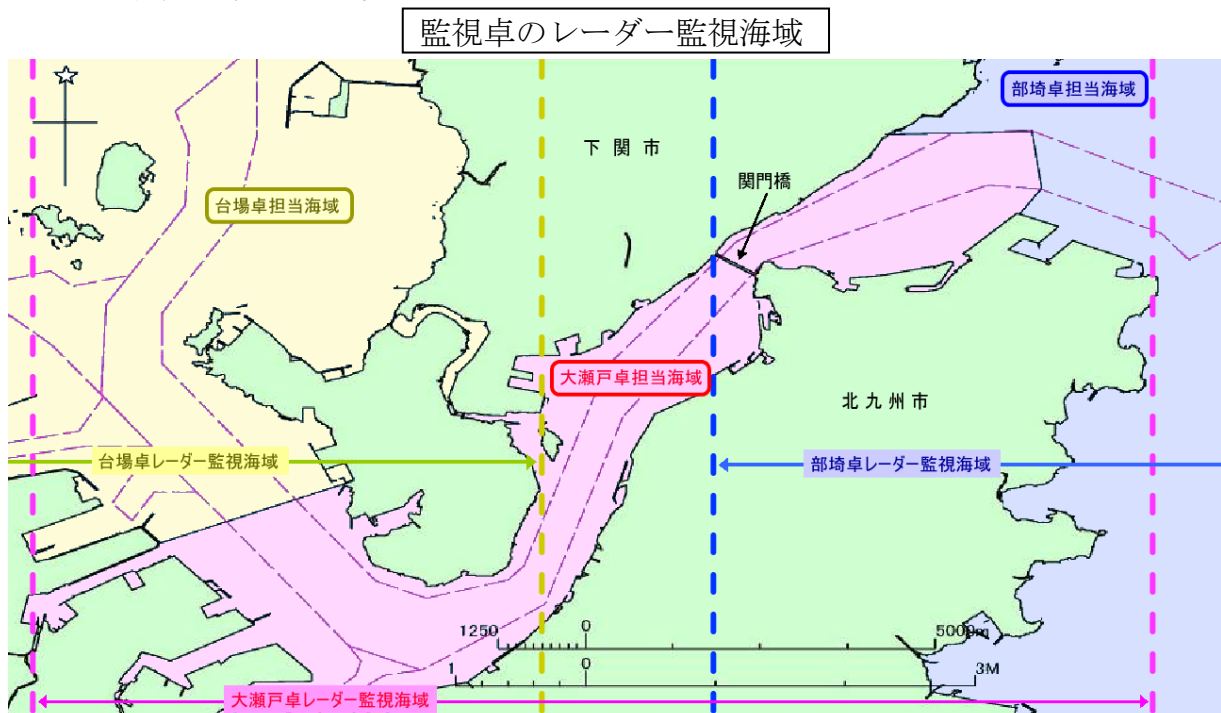 監視卓のレーダー監視海域
部埼卓担当海域
下関市
関門橋
台場卓担当海域
大瀬戸卓担当海域
北九州市
台場卓レーダー監視海域
部埼卓レーダー監視海域
1250 0 5000m
1 0 3M
大瀬戸卓レーダー監視海域